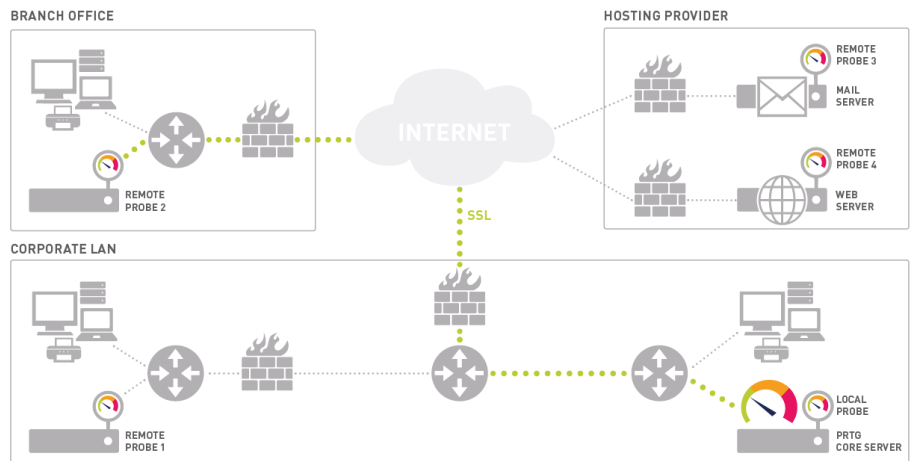 BRANCH OFFICE
HOSTING PROVIDER
REMOTE
PROBE 3
MAIL
SERVER
INTERNET
REMOTE
PROBE 4
WEB
SERVER
REMOTE
PROBE 2
SSL
CORPORATE LAN
LOCAL
PROBE
REMOTE
PROBE 1
PRTG
CORE SERVER